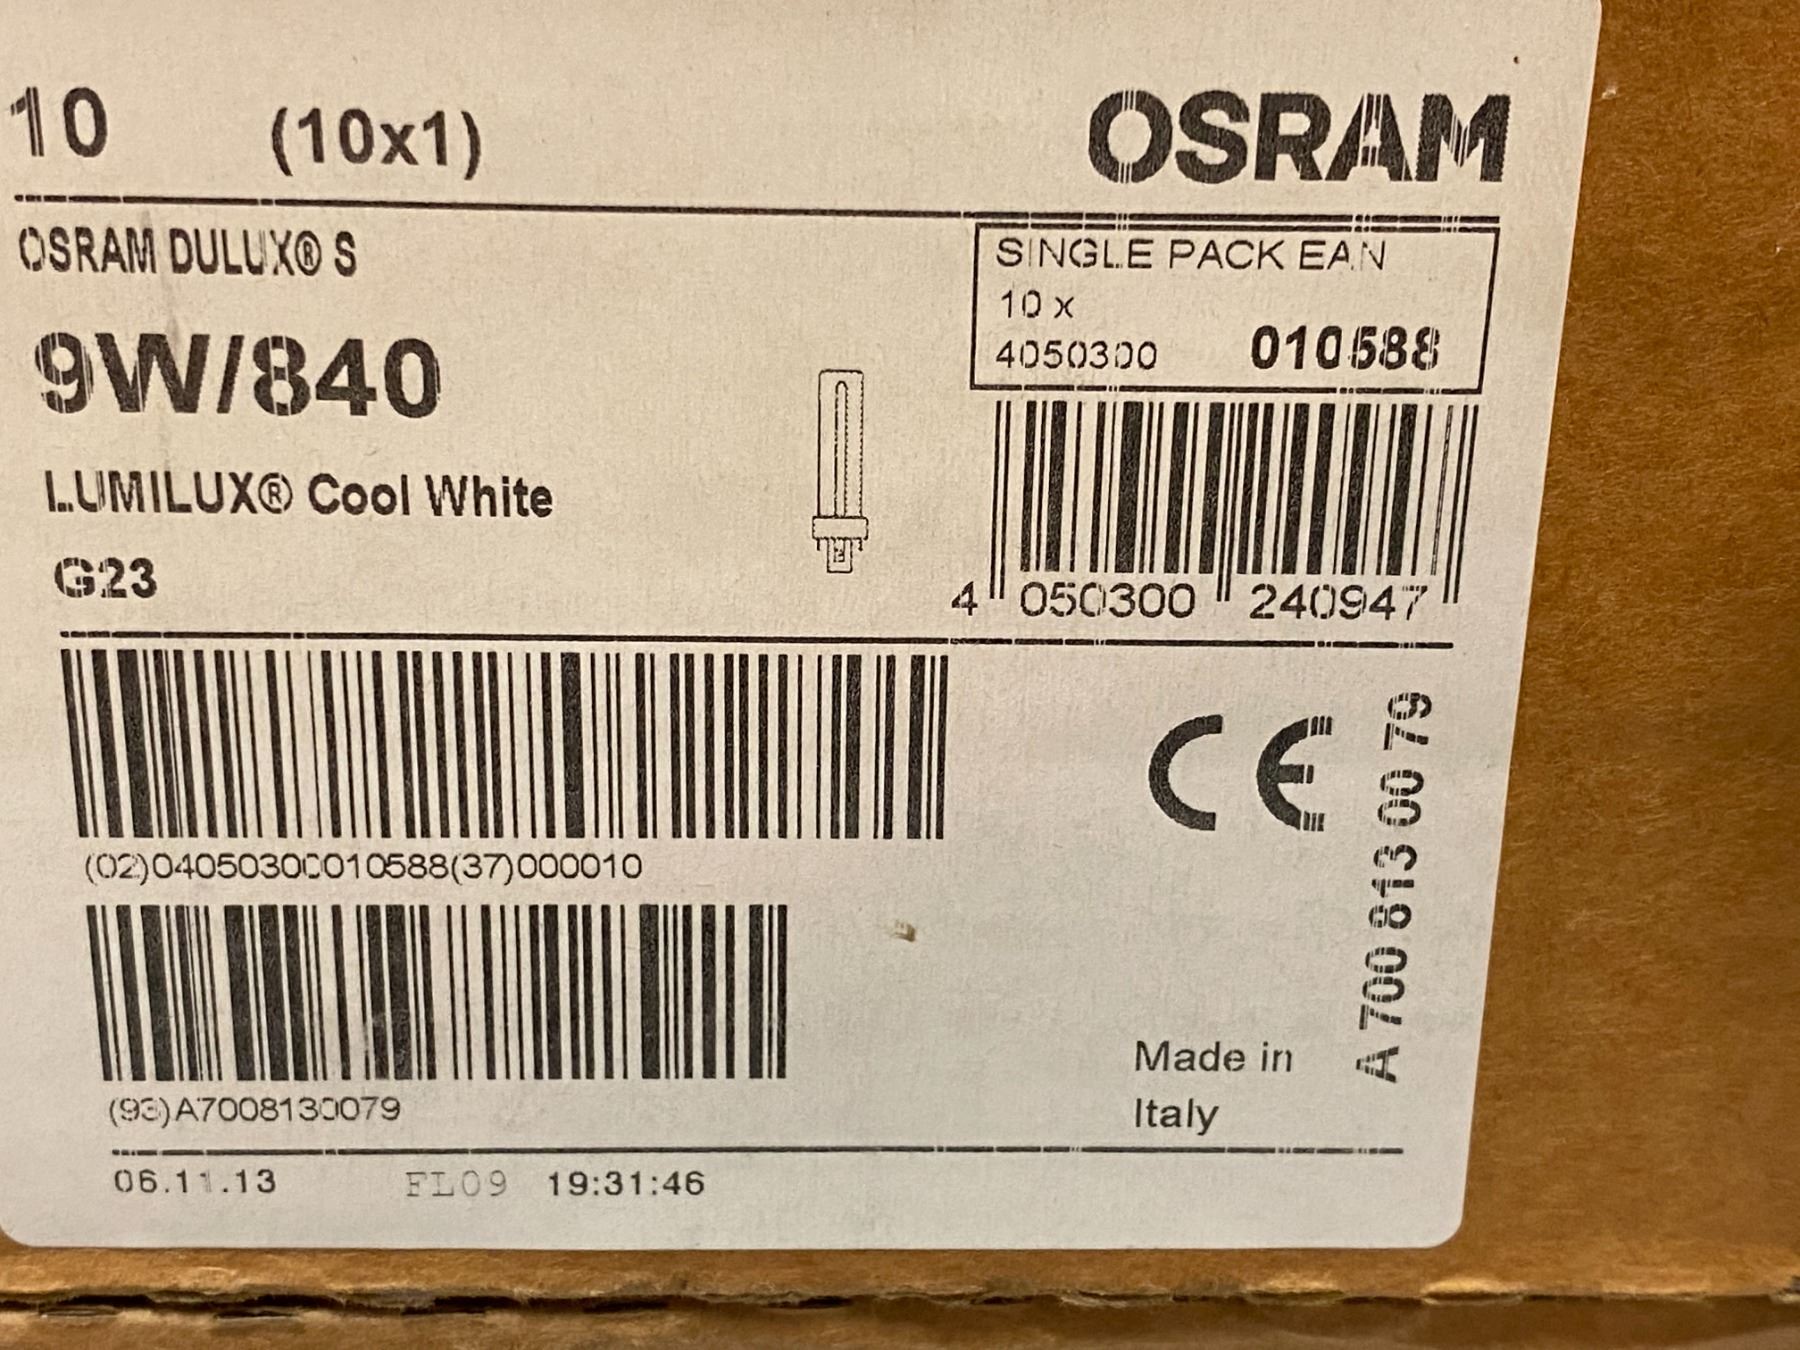 10 (10x1) OSRAM
OSRAM DULUX® S
9W/840
LUMILUX® Cool White
G23
SINGLE PACK EAN
10 x
4050300 010588
4 050300 240947
(02)04050300010588(37)000010
(93)A7008130079
A 700 813 00 79
CE
Made in
Italy
06.11.13 FL09 19:31:46